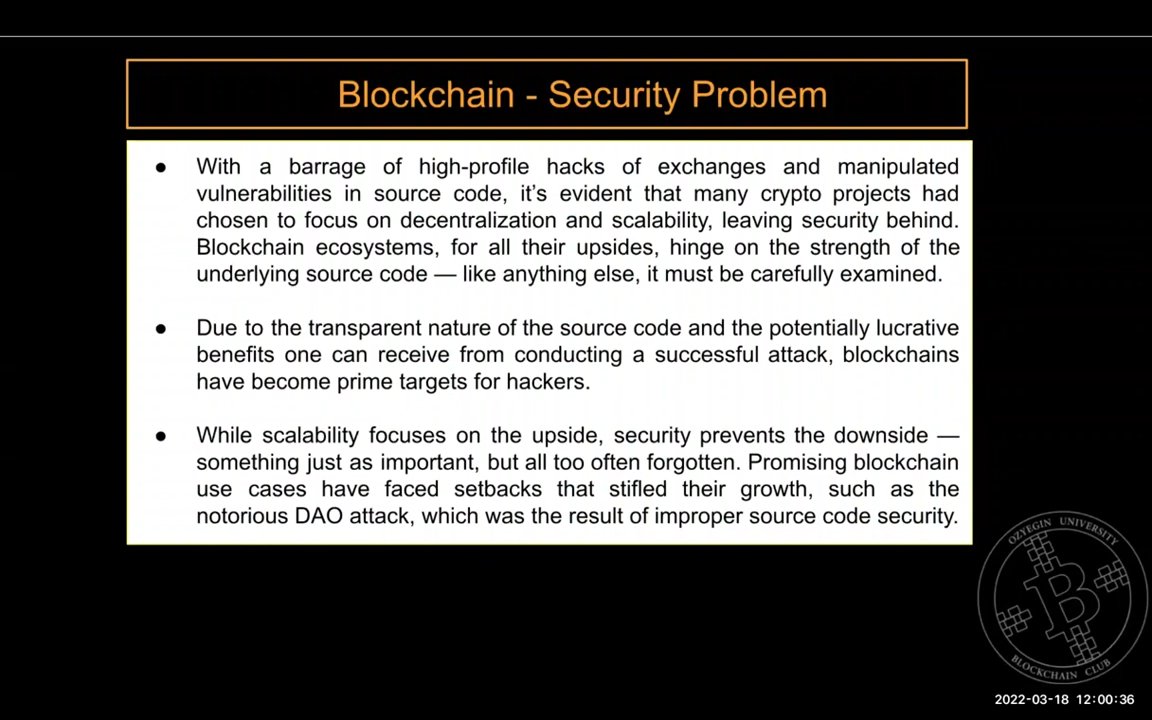 Blockchain - Security Problem
● With a barrage of high-profile hacks of exchanges and manipulated
vulnerabilities in source code, it's evident that many crypto projects had
chosen to focus on decentralization and scalability, leaving security behind.
Blockchain ecosystems, for all their upsides, hinge on the strength of the
underlying source code — like anything else, it must be carefully examined.
● Due to the transparent nature of the source code and the potentially lucrative
benefits one can receive from conducting a successful attack, blockchains
have become prime targets for hackers.
● While scalability focuses on the upside, security prevents the downside —
something just as important, but all too often forgotten. Promising blockchain
use cases have faced setbacks that stifled their growth, such as the
notorious DAO attack, which was the result of improper source code security.
OZYEGIN UNIVERSITY
BLOCKCHAIN CLUB
2022-03-18 12:00:36